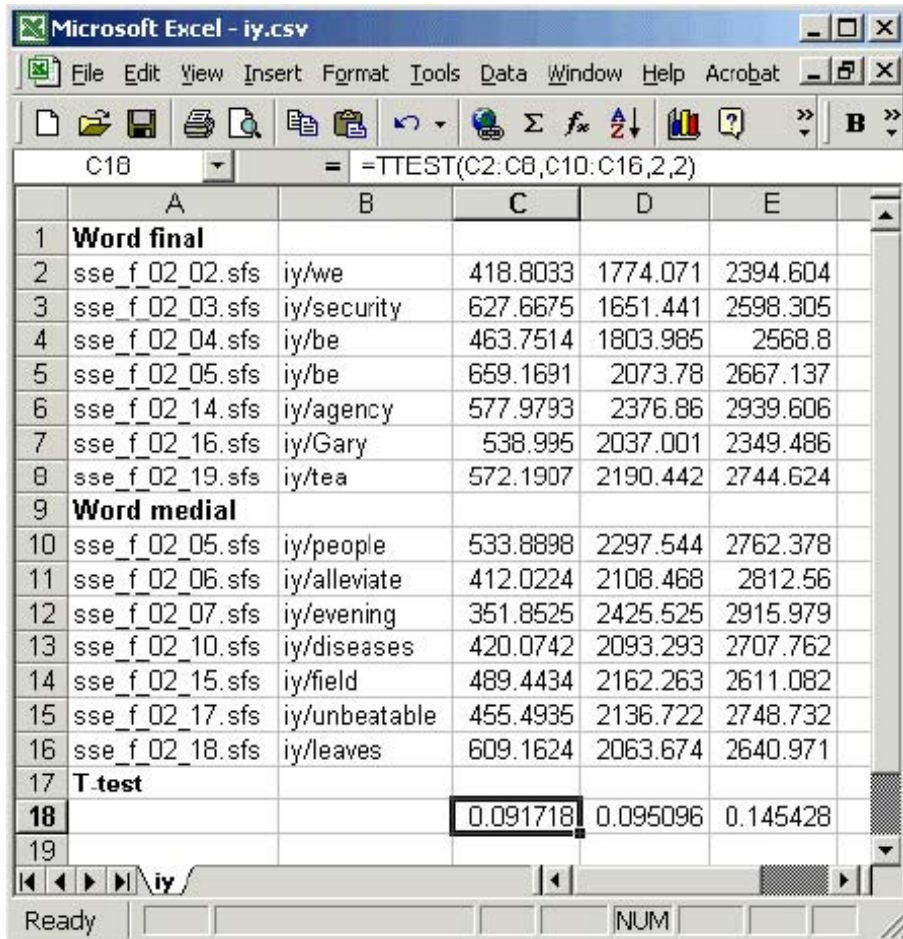 Microsoft Excel - iy.csv
File Edit View Insert Format Tools Data Window Help Acrobat
Σ fx A Z ? » B »
C18 = =TTEST(C2:C8,C10:C16,2,2)
A B C D E
1 Word final
2 sse_f_02_02.sfs iy/we 418.8033 1774.071 2394.604
3 sse_f_02_03.sfs iy/security 627.6675 1651.441 2598.305
4 sse_f_02_04.sfs iy/be 463.7514 1803.985 2568.8
5 sse_f_02_05.sfs iy/be 659.1691 2073.78 2667.137
6 sse_f_02_14.sfs iy/agency 577.9793 2376.86 2939.606
7 sse_f_02_16.sfs iy/Gary 538.995 2037.001 2349.486
8 sse_f_02_19.sfs iy/tea 572.1907 2190.442 2744.624
9 Word medial
10 sse_f_02_05.sfs iy/people 533.8898 2297.544 2762.378
11 sse_f_02_06.sfs iy/alleviate 412.0224 2108.468 2812.56
12 sse_f_02_07.sfs iy/evening 351.8525 2425.525 2915.979
13 sse_f_02_10.sfs iy/diseases 420.0742 2093.293 2707.762
14 sse_f_02_15.sfs iy/field 489.4434 2162.263 2611.082
15 sse_f_02_17.sfs iy/unbeatable 455.4935 2136.722 2748.732
16 sse_f_02_18.sfs iy/leaves 609.1624 2063.674 2640.971
17 T-test
18 0.091718 0.095096 0.145428
19
iy
Ready NUM